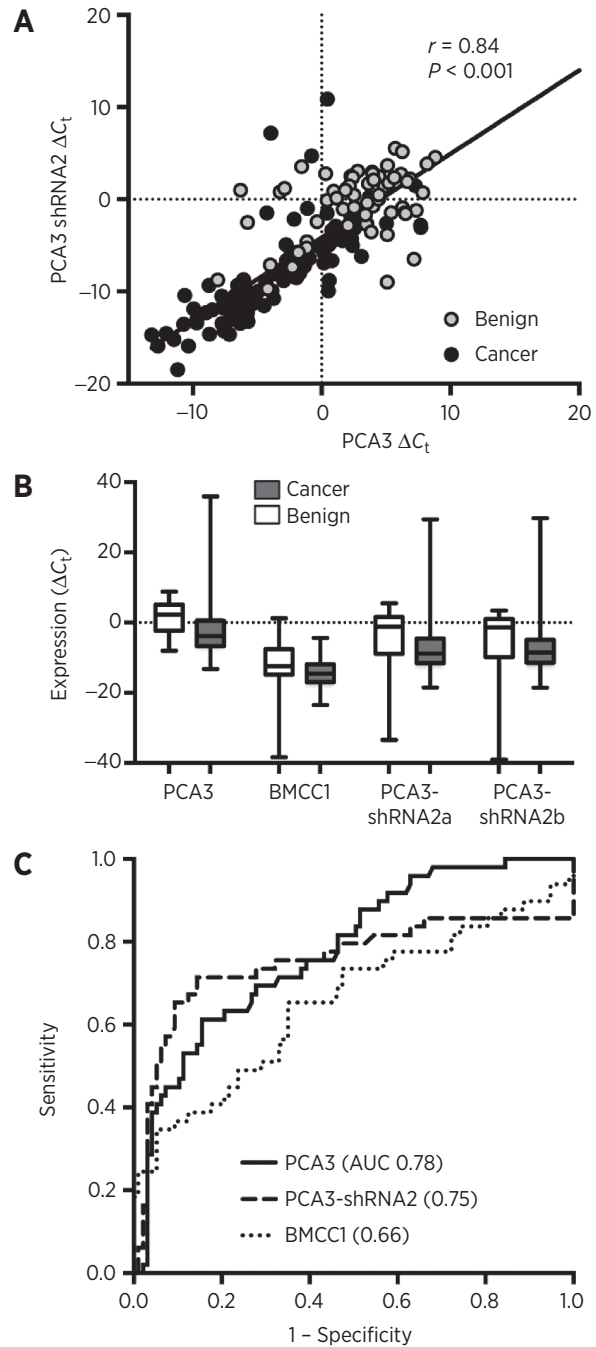 A
20
10
0
−10
−20
PCA3 shRNA2 ΔCt
r = 0.84
P < 0.001
Benign
Cancer
−10 0 10 20
PCA3 ΔCt
B
40
20
0
−20
−40
Expression (ΔCt)
Cancer
Benign
PCA3 BMCC1 PCA3-shRNA2a PCA3-shRNA2b
C
1.0
0.8
0.6
0.4
0.2
0.0
Sensitivity
PCA3 (AUC 0.78)
PCA3-shRNA2 (0.75)
BMCC1 (0.66)
0.0 0.2 0.4 0.6 0.8 1.0
1 – Specificity